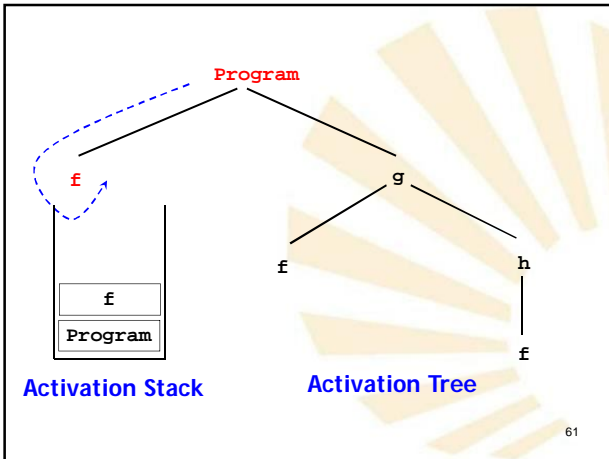 Program
f
g
f
h
f
Program
f
Activation Stack
Activation Tree
61